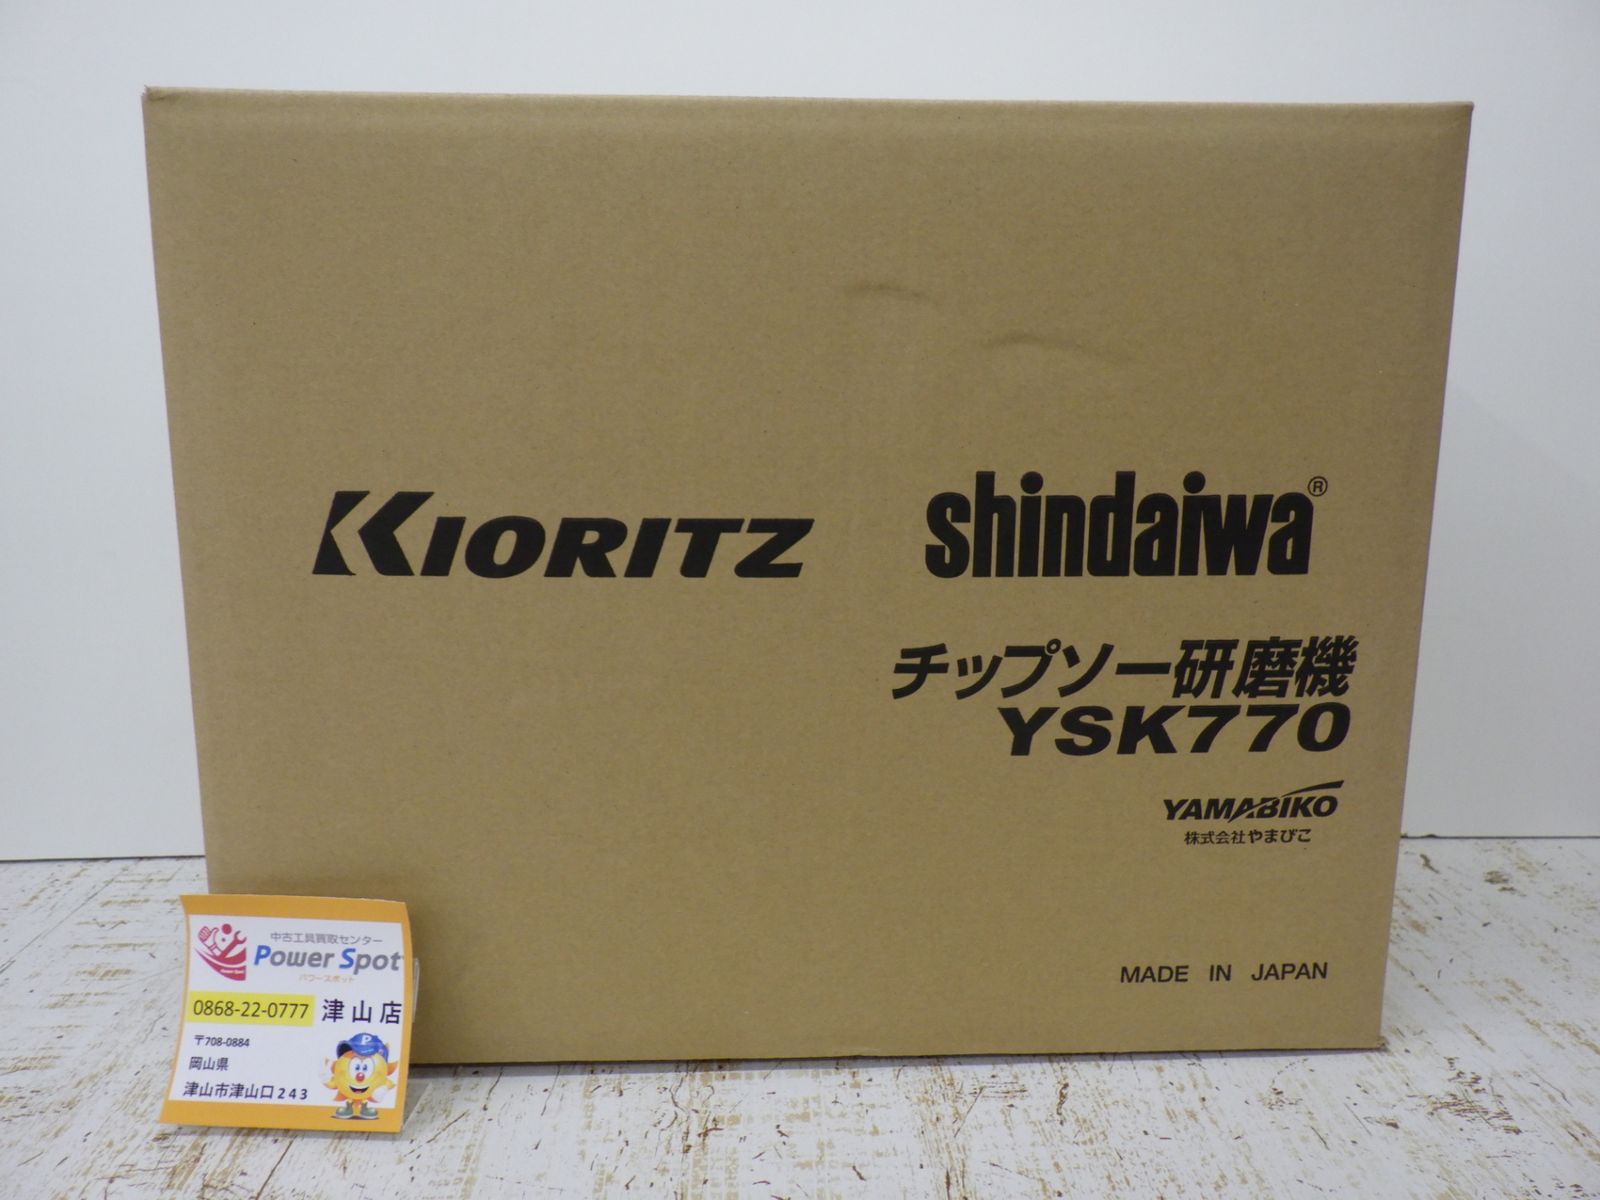 KIORITZ
shindaiwa®
チップソー研磨機
YSK770
YAMABIKO
株式会社やまびこ
MADE IN JAPAN
中古工具買取センター
Power Spot
パワースポット
0868-22-0777 津山店
〒708-0884
岡山県
津山市津山口243
P